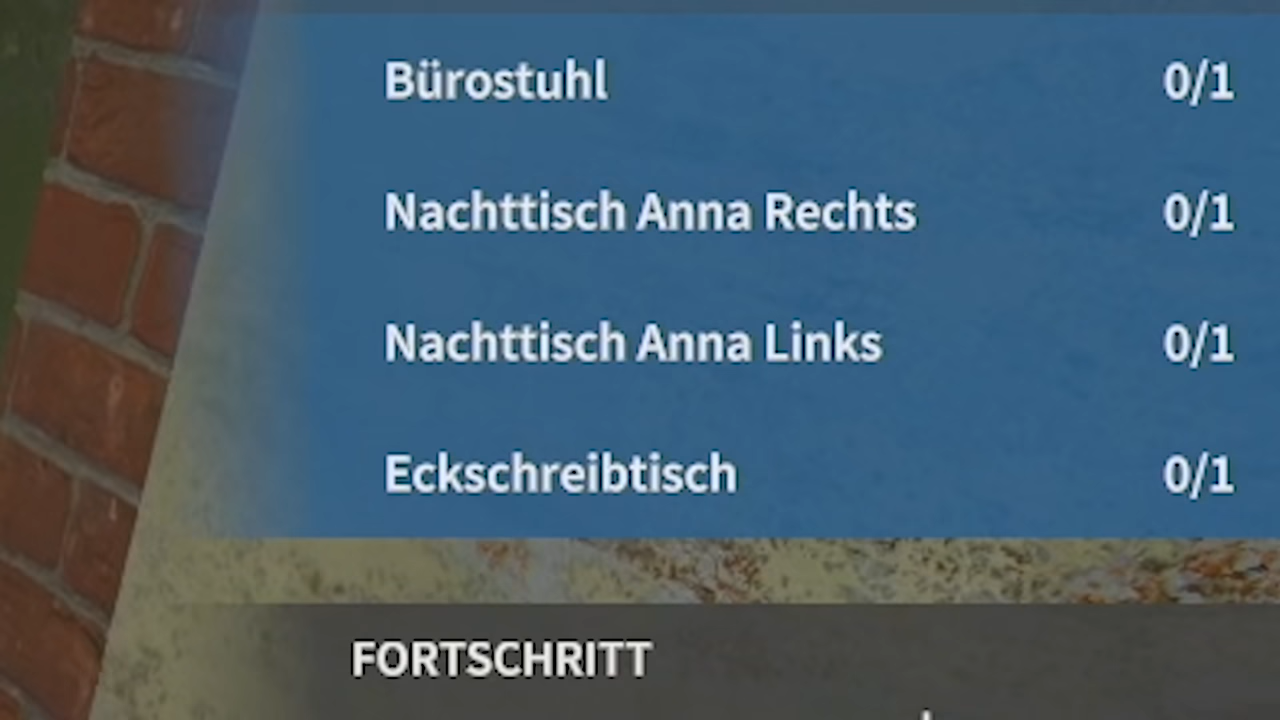 Bürostuhl 0/1
Nachttisch Anna Rechts 0/1
Nachttisch Anna Links 0/1
Eckschreibtisch 0/1
FORTSCHRITT